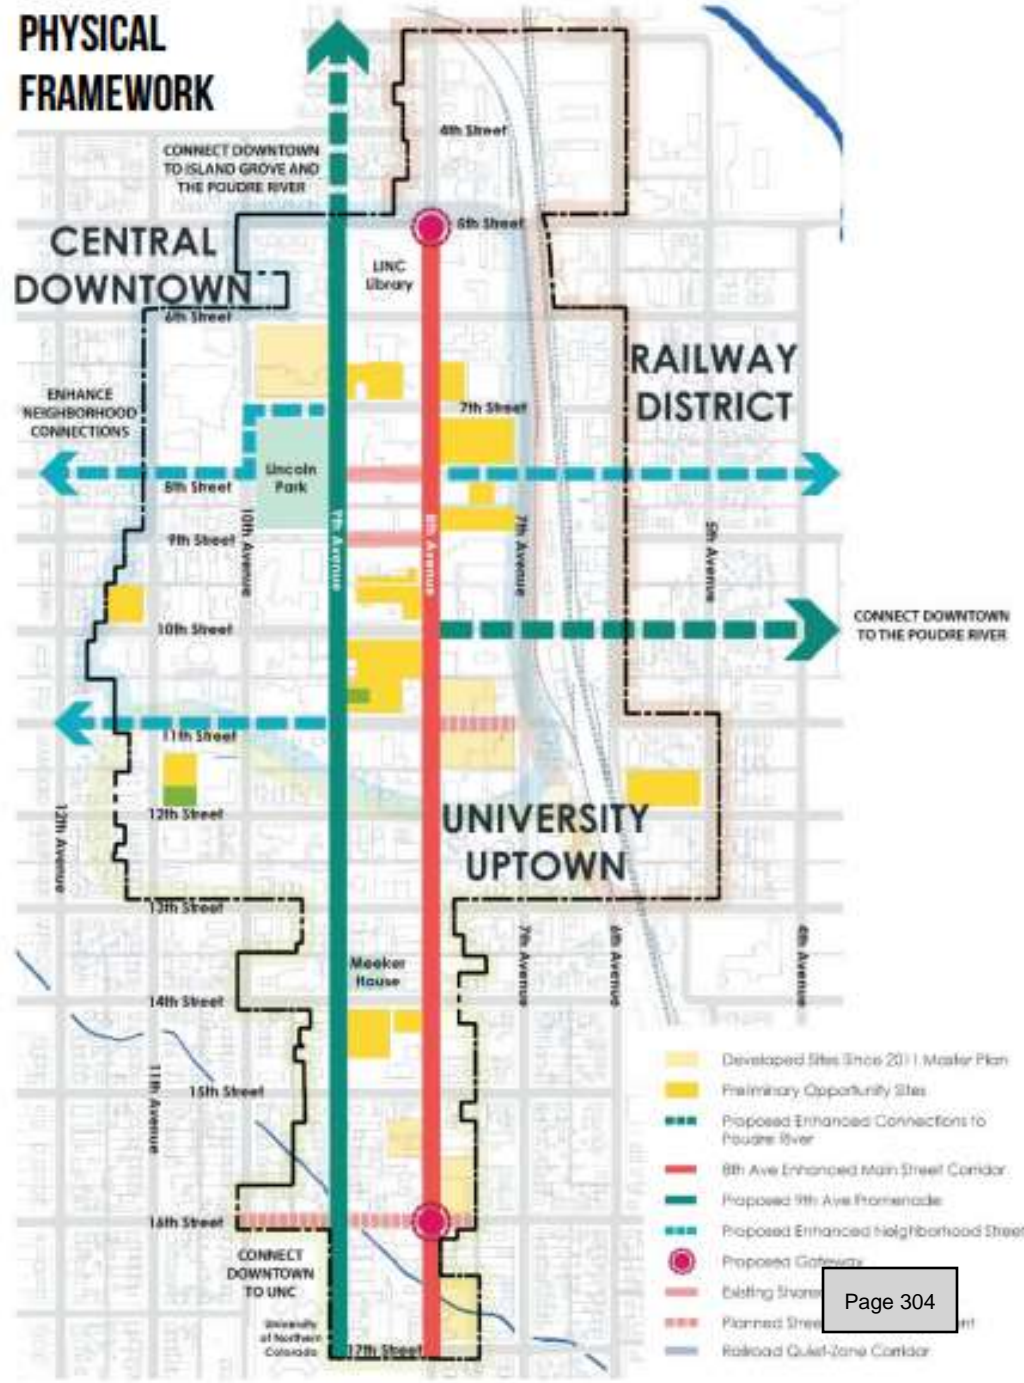 PHYSICAL
FRAMEWORK
4th Street
CONNECT DOWNTOWN
TO ISLAND GROVE AND
THE POUDRE RIVER
5th Street
CENTRAL
DOWNTOWN
LINC
Library
6th Street
RAILWAY
DISTRICT
ENHANCE
NEIGHBORHOOD
CONNECTIONS
7th Street
Lincoln
Park
8th Street
10th Avenue
9th Street
8th Avenue
7th Avenue
5th Avenue
10th Street
CONNECT DOWNTOWN
TO THE POUDRE RIVER
11th Street
12th Avenue
12th Street
UNIVERSITY
UPTOWN
13th Street
7th Avenue
6th Avenue
4th Avenue
Meeker
House
14th Street
11th Avenue
15th Street
16th Street
CONNECT
DOWNTOWN
TO UNC
University
of Northern
Colorado
17th Street
Developed Sites Since 2011 Master Plan
Preliminary Opportunity Sites
Proposed Enhanced Connections to
Poudre River
8th Ave Enhanced Main Street Corridor
Proposed 9th Ave Promenade
Proposed Enhanced Neighborhood Street
Proposed Gateway
Existing
Planned
Railroad Quiet-Zone Corridor
Page 304